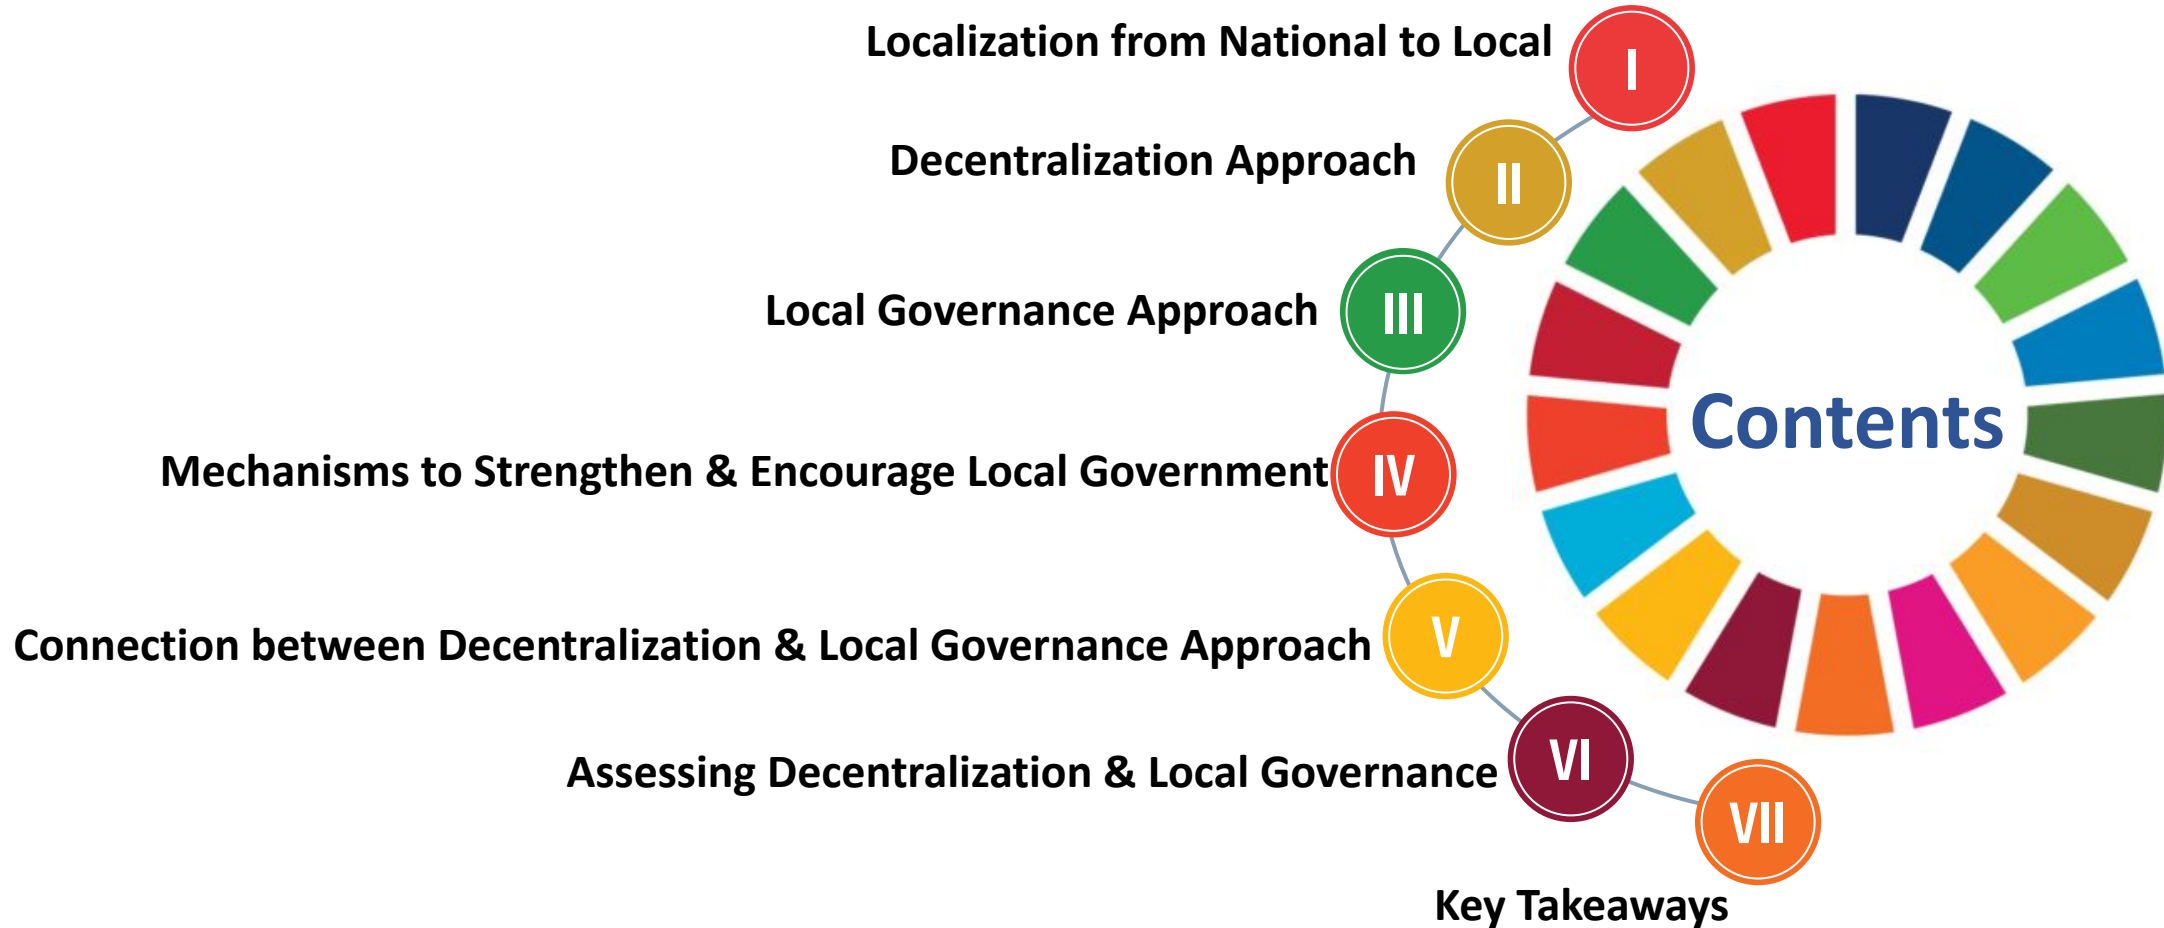 Localization from National to Local
I
Decentralization Approach
II
Local Governance Approach
III
Contents
Mechanisms to Strengthen & Encourage Local Government
IV
Connection between Decentralization & Local Governance Approach
V
Assessing Decentralization & Local Governance
VI
VII
Key Takeaways